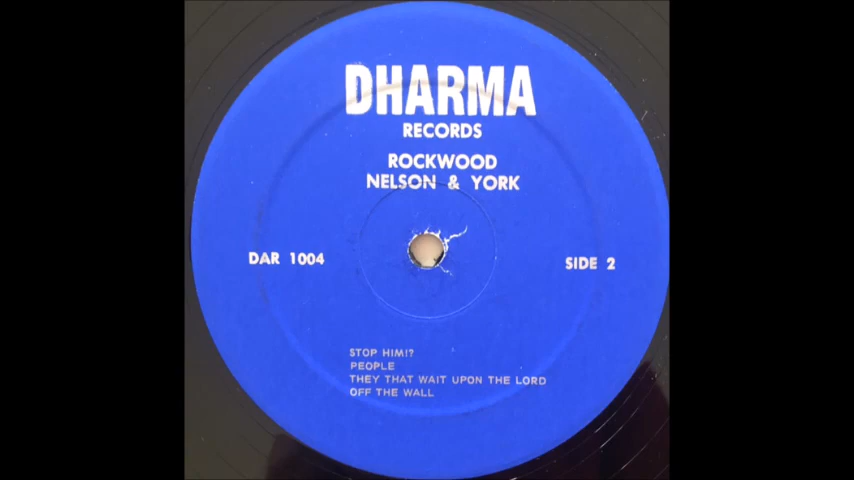 DHARMA
RECORDS
ROCKWOOD
NELSON & YORK
DAR 1004
SIDE 2
STOP HIM!?
PEOPLE
THEY THAT WAIT UPON THE LORD
OFF THE WALL